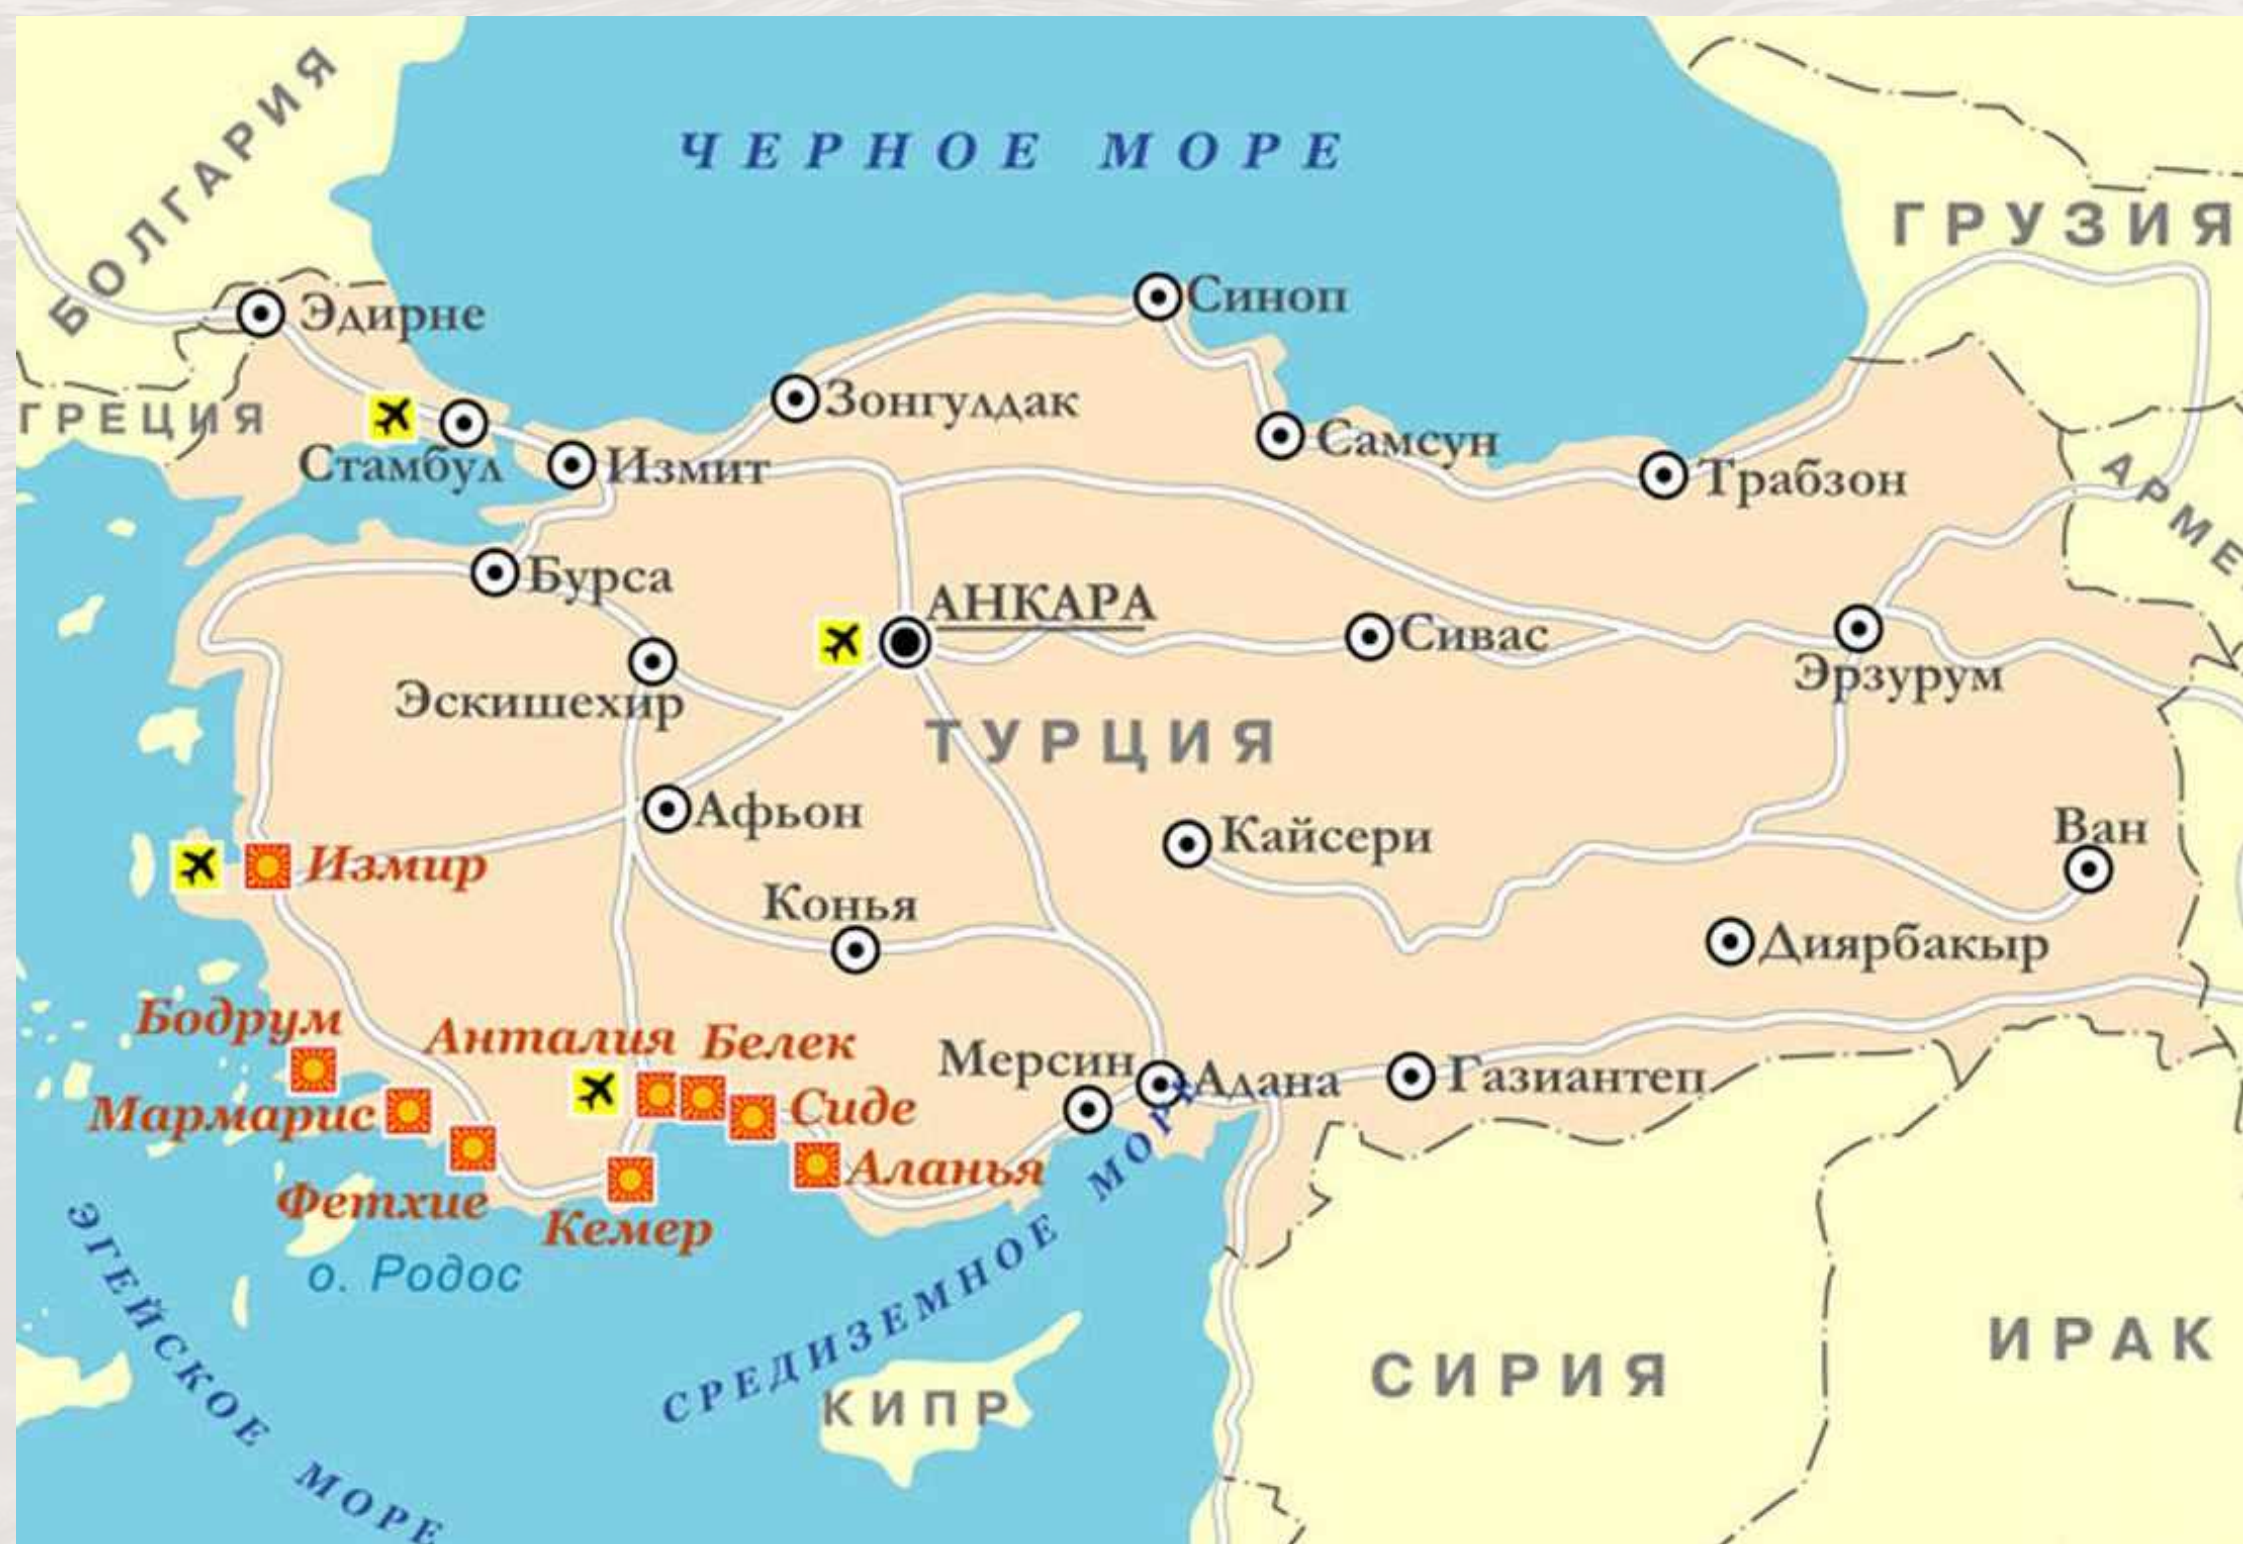 БОЛГАРИЯ
ЧЕРНОЕ МОРЕ
ГРУЗИЯ
Синоп
Эдирне
Зонгулдак
ГРЕЦИЯ
Самсун
Стамбул
Измит
Трабзон
АРМЕ
Бурса
АНКАРА
Сивас
Эрзурум
Эскишехир
ТУРЦИЯ
Афьон
Кайсери
Ван
Измир
Конья
Диярбакыр
Бодрум
Анталия
Белек
Мерсин
Адана
Газиантеп
Мармарис
Сиде
Аланья
Фетхие
Кемер
о. Родос
ЭГЕЙСКОЕ МОРЕ
СРЕДИЗЕМНОЕ МОРЕ
КИПР
СИРИЯ
ИРАК